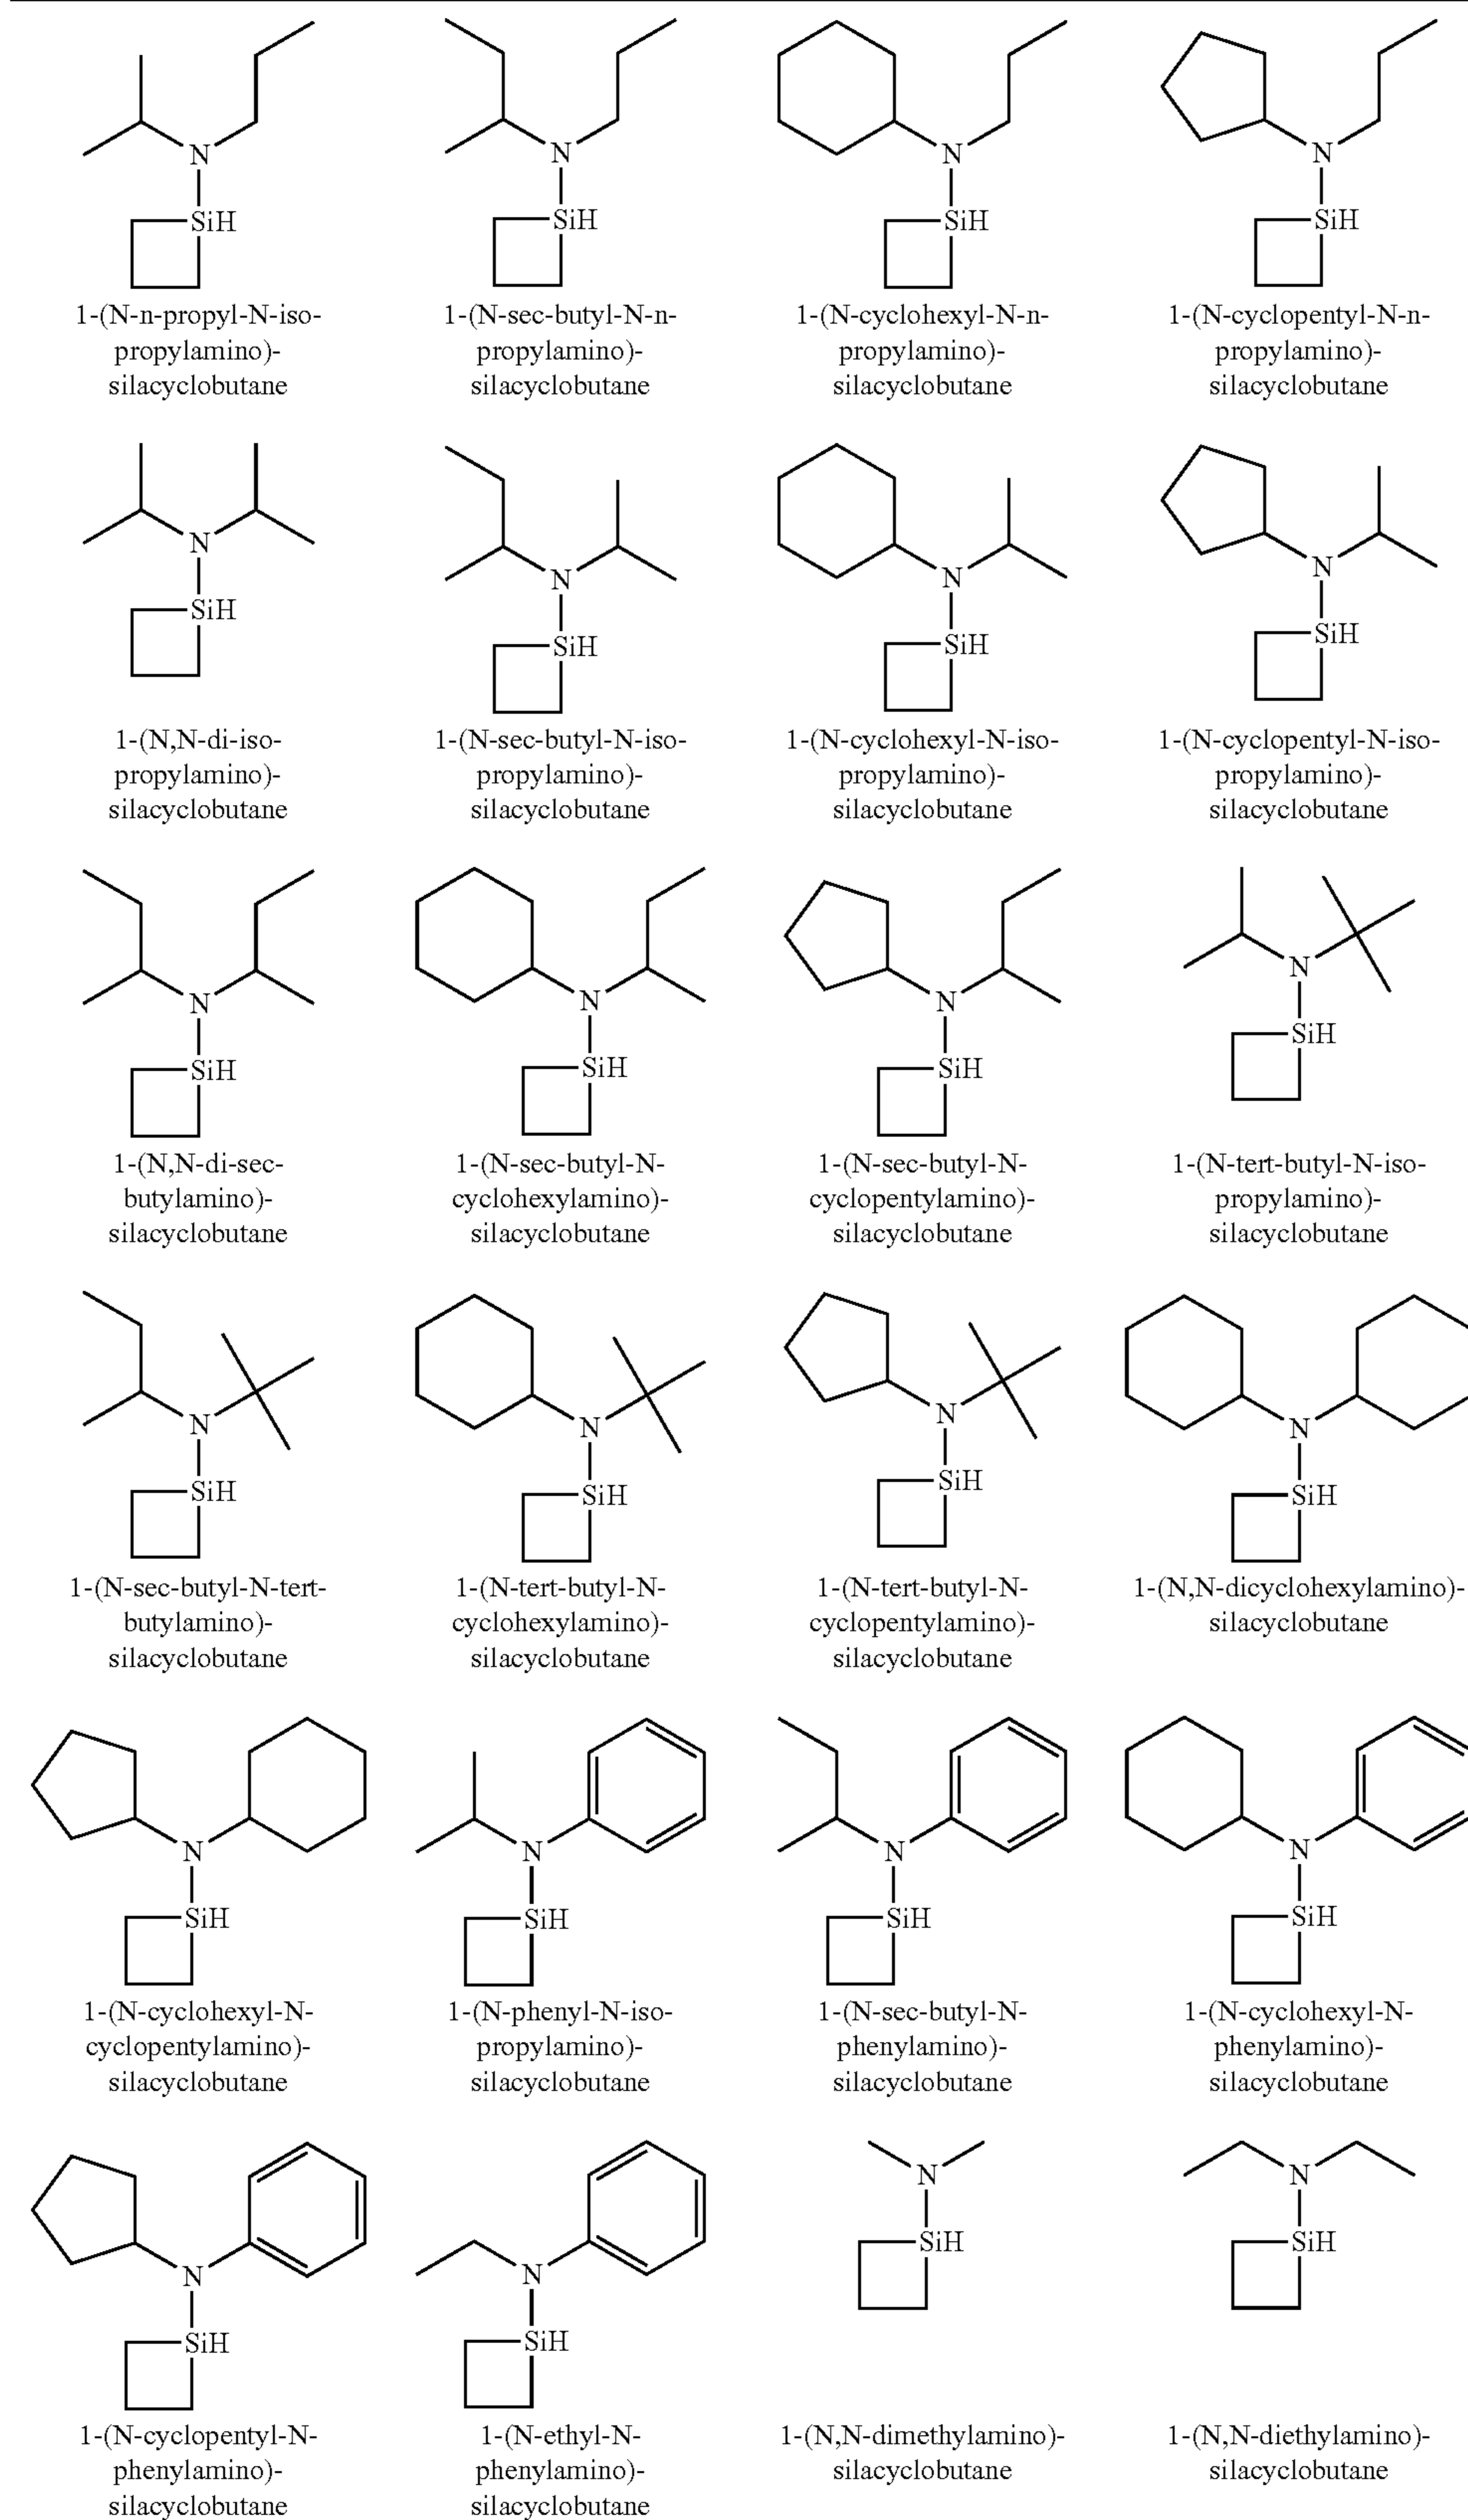 N
N
N
N
SiH
SiH
SiH
SiH
1-(N-n-propyl-N-iso-
propylamino)-
silacyclobutane
1-(N-sec-butyl-N-n-
propylamino)-
silacyclobutane
1-(N-cyclohexyl-N-n-
propylamino)-
silacyclobutane
1-(N-cyclopentyl-N-n-
propylamino)-
silacyclobutane
N
N
N
N
SiH
SiH
SiH
SiH
1-(N,N-di-iso-
propylamino)-
silacyclobutane
1-(N-sec-butyl-N-iso-
propylamino)-
silacyclobutane
1-(N-cyclohexyl-N-iso-
propylamino)-
silacyclobutane
1-(N-cyclopentyl-N-iso-
propylamino)-
silacyclobutane
N
N
N
N
SiH
SiH
SiH
SiH
1-(N,N-di-sec-
butylamino)-
silacyclobutane
1-(N-sec-butyl-N-
cyclohexylamino)-
silacyclobutane
1-(N-sec-butyl-N-
cyclopentylamino)-
silacyclobutane
1-(N-tert-butyl-N-iso-
propylamino)-
silacyclobutane
N
N
N
N
SiH
SiH
SiH
SiH
1-(N-sec-butyl-N-tert-
butylamino)-
silacyclobutane
1-(N-tert-butyl-N-
cyclohexylamino)-
silacyclobutane
1-(N-tert-butyl-N-
cyclopentylamino)-
silacyclobutane
1-(N,N-dicyclohexylamino)-
silacyclobutane
N
N
N
N
SiH
SiH
SiH
SiH
1-(N-cyclohexyl-N-
cyclopentylamino)-
silacyclobutane
1-(N-phenyl-N-iso-
propylamino)-
silacyclobutane
1-(N-sec-butyl-N-
phenylamino)-
silacyclobutane
1-(N-cyclohexyl-N-
phenylamino)-
silacyclobutane
N
N
N
N
SiH
SiH
SiH
SiH
1-(N-cyclopentyl-N-
phenylamino)-
silacyclobutane
1-(N-ethyl-N-
phenylamino)-
silacyclobutane
1-(N,N-dimethylamino)-
silacyclobutane
1-(N,N-diethylamino)-
silacyclobutane